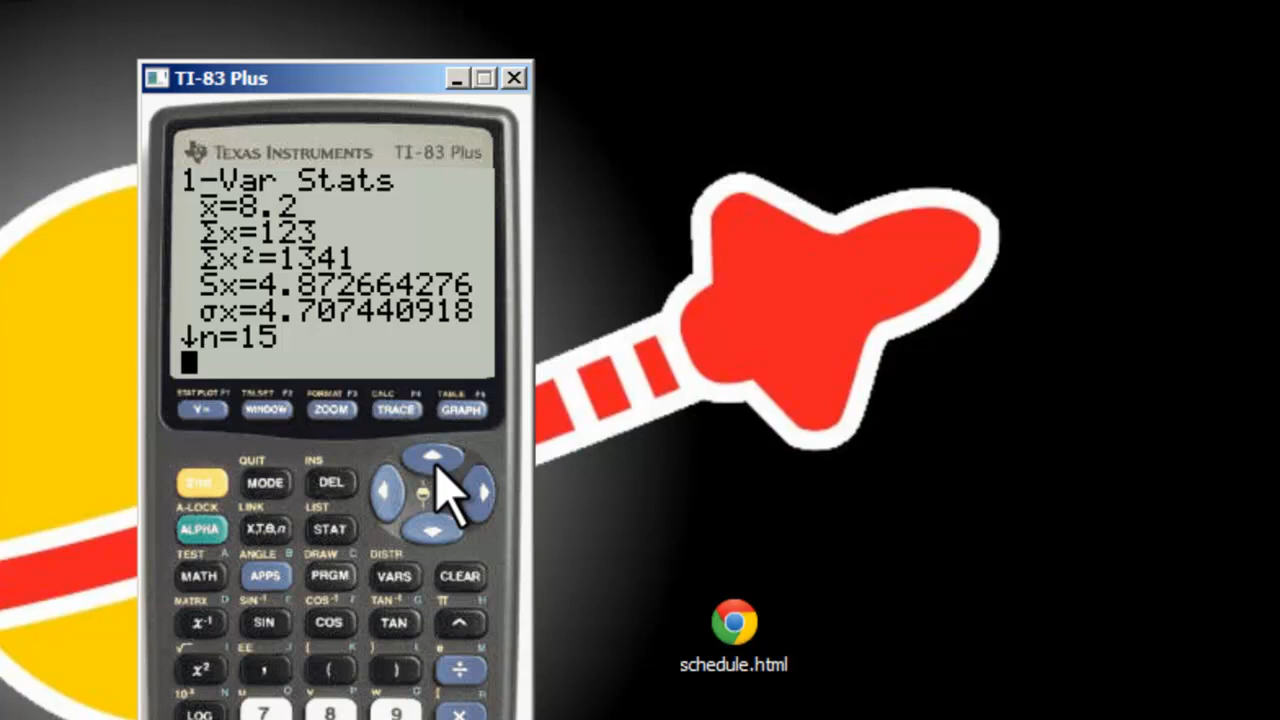 TI-83 Plus
TEXAS INSTRUMENTS TI-83 Plus
1-Var Stats
x̄=8.2
Σx=123
Σx²=1341
Sx=4.872664276
σx=4.707440918
↓n=15
STAT PLOT F1 TBLSET F2 FORMAT F3 CALC F4 TABLE F5
Y= WINDOW ZOOM TRACE GRAPH
QUIT INS
2nd MODE DEL
A-LOCK LINK LIST
ALPHA X,T,θ,n STAT
TEST A ANGLE B DRAW C DISTR
MATH APPS PRGM VARS CLEAR
MATRX D SIN⁻¹ E COS⁻¹ F TAN⁻¹ G π H
x⁻¹ SIN COS TAN ^
√ I EE J { K } L e M
x² , ( ) ÷
10ˣ N u O v P w Q [ R
LOG 7 8 9 ×
schedule.html